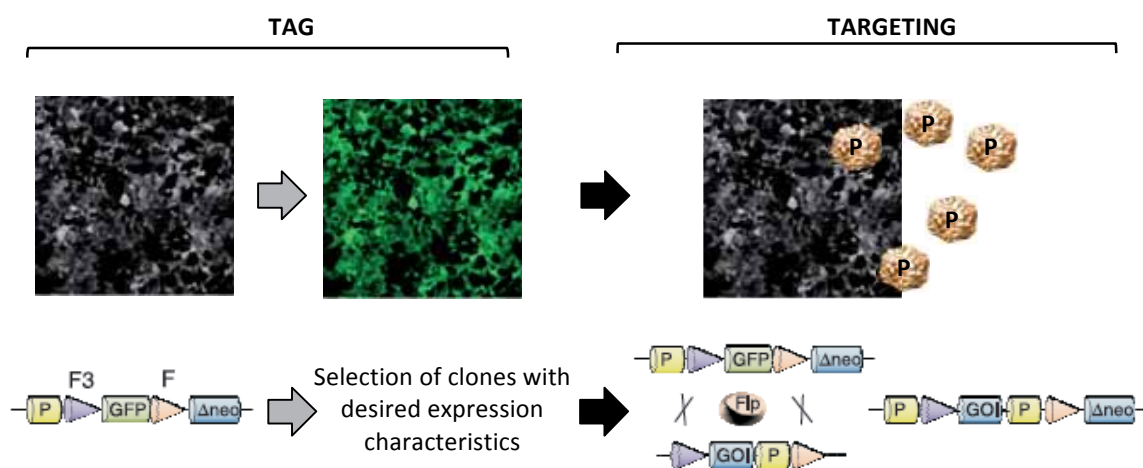 TAG
TARGETING
P
P
P
P
P
F3 F
P GFP Δneo
Selection of clones with
desired expression
characteristics
P GFP Δneo
Flp
GOI P
P GOI P Δneo